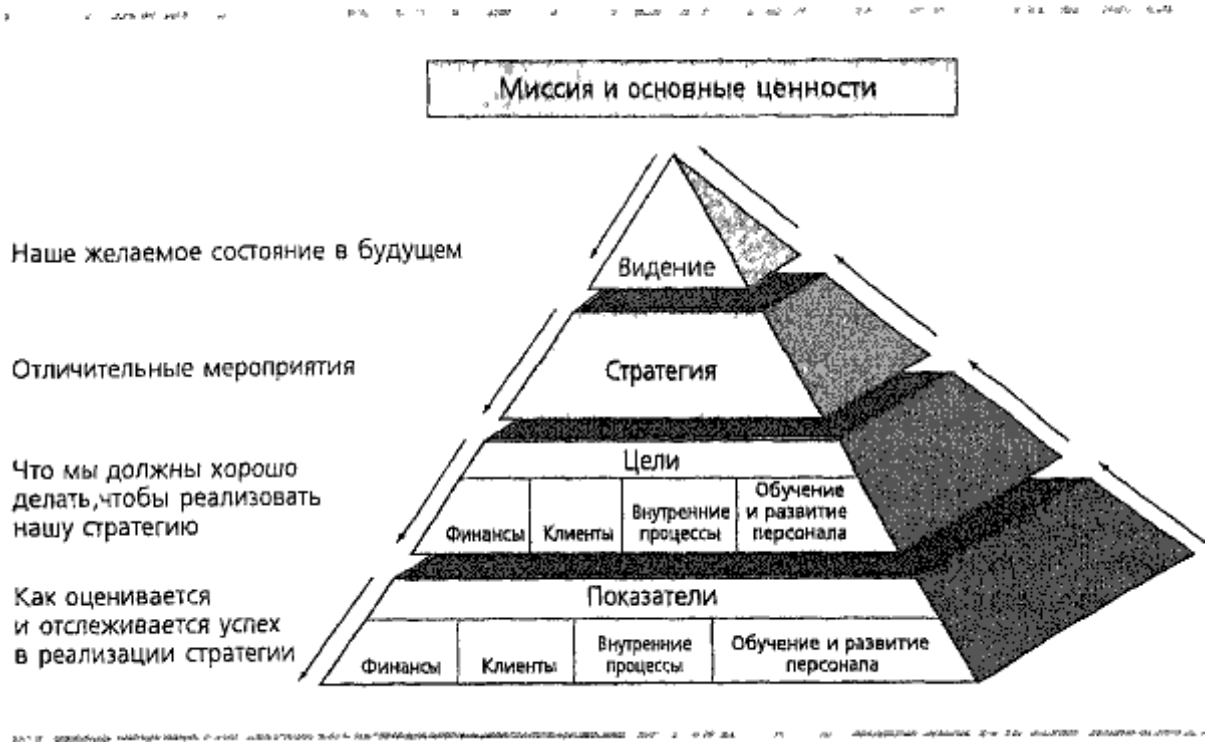 Миссия и основные ценности
Наше желаемое состояние в будущем
Видение
Отличительные мероприятия
Стратегия
Что мы должны хорошо
делать,чтобы реализовать
нашу стратегию
Цели
Финансы
Клиенты
Внутренние
процессы
Обучение
и развитие
персонала
Как оценивается
и отслеживается успех
в реализации стратегии
Показатели
Финансы
Клиенты
Внутренние
процессы
Обучение и развитие
персонала